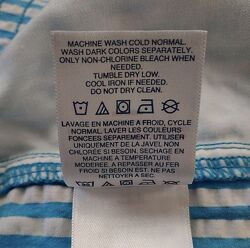 MACHINE WASH COLD NORMAL.
WASH DARK COLORS SEPARATELY.
ONLY NON-CHLORINE BLEACH WHEN
NEEDED.
TUMBLE DRY LOW.
COOL IRON IF NEEDED.
DO NOT DRY CLEAN.
LAVAGE EN MACHINE A FROID, CYCLE
NORMAL. LAVER LES COULEURS
FONCEES SEPAREMENT. UTILISER
UNIQUEMENT DE LA JAVEL NON
CHLORÉE SI BESOIN. SECHAGE EN
MACHINE A TEMPERATURE
MODEREE. A REPASSER AU FER
FROID SI BESOIN EST. NE PAS
NETTOYER A SEC.